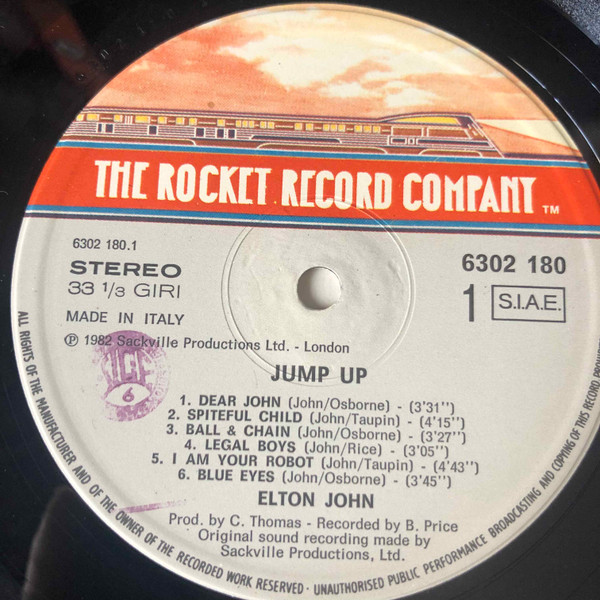 THE ROCKET RECORD COMPANY TM
6302 180.1
STEREO
33 1/3 GIRI
MADE IN ITALY
℗ 1982 Sackville Productions Ltd. - London
6302 180
1 S.I.A.E.
JUMP UP
1. DEAR JOHN (John/Osborne) - (3'31'')
2. SPITEFUL CHILD (John/Taupin) - (4'15'')
3. BALL & CHAIN (John/Osborne) - (3'27'')
4. LEGAL BOYS (John/Rice) - (3'05'')
5. I AM YOUR ROBOT (John/Taupin) - (4'43'')
6. BLUE EYES (John/Osborne) - (3'45'')
ELTON JOHN
Prod. by C. Thomas - Recorded by B. Price
Original sound recording made by
Sackville Productions, Ltd.
ALL RIGHTS OF THE MANUFACTURER AND OF THE OWNER OF THE RECORDED WORK RESERVED - UNAUTHORISED PUBLIC PERFORMANCE BROADCASTING AND COPYING OF THIS RECORD
6